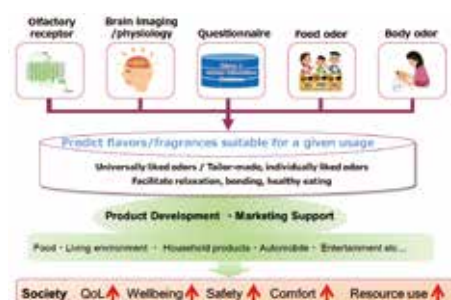 Olfactory receptor
Brain imaging /physiology
Questionnaire
Food odor
Body odor
Predict flavors/fragrances suitable for a given usage
Universally liked odors / Tailor-made, individually liked odors
Facilitate relaxation, bonding, healthy eating
Product Development ・Marketing Support
Food・Living environment ・ Household products・Automobile ・Entertainment etc...
Society QoL Wellbeing Safety Comfort Resource use